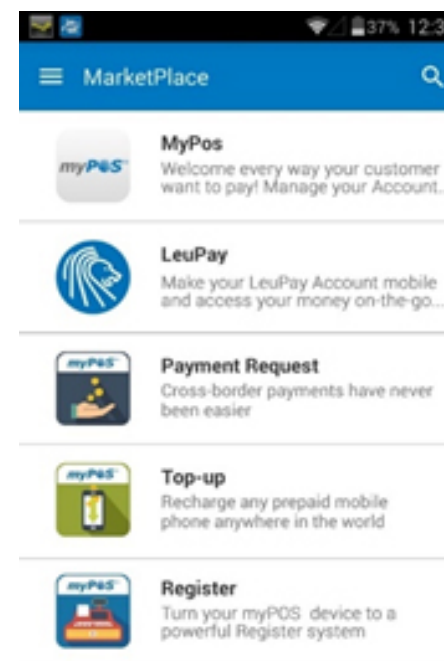 37% 12:3
MarketPlace
myPOS
MyPos
Welcome every way your customer
want to pay! Manage your Account.
LeuPay
Make your LeuPay Account mobile
and access your money on-the-go...
myPOS
Payment Request
Cross-border payments have never
been easier
myPOS
Top-up
Recharge any prepaid mobile
phone anywhere in the world
myPOS
Register
Turn your myPOS device to a
powerful Register system